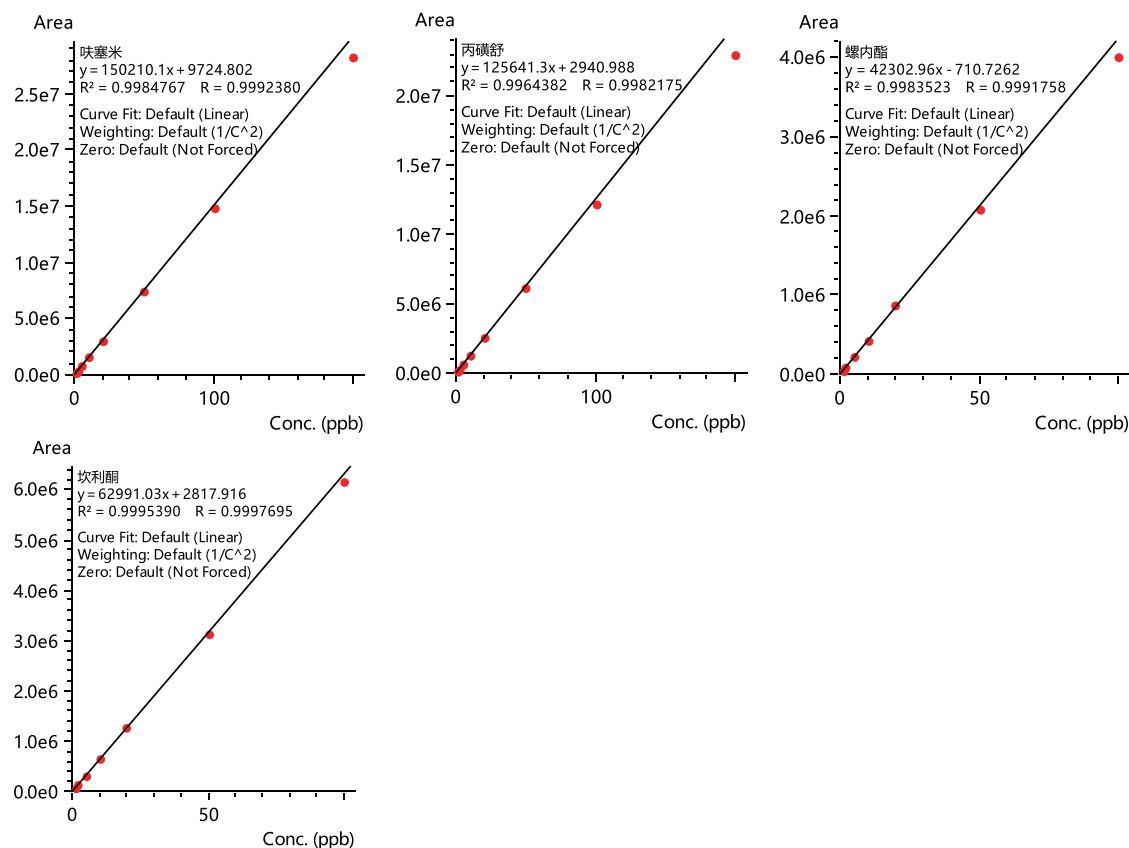 Area
呋塞米
y = 150210.1x + 9724.802
R² = 0.9984767 R = 0.9992380
Curve Fit: Default (Linear)
Weighting: Default (1/C^2)
Zero: Default (Not Forced)
2.5e7
2.0e7
1.5e7
1.0e7
5.0e6
0.0e0
0
100
Conc. (ppb)
Area
丙磺舒
y = 125641.3x + 2940.988
R² = 0.9964382 R = 0.9982175
Curve Fit: Default (Linear)
Weighting: Default (1/C^2)
Zero: Default (Not Forced)
2.0e7
1.5e7
1.0e7
5.0e6
0.0e0
0
100
Conc. (ppb)
Area
螺内酯
y = 42302.96x - 710.7262
R² = 0.9983523 R = 0.9991758
Curve Fit: Default (Linear)
Weighting: Default (1/C^2)
Zero: Default (Not Forced)
4.0e6
3.0e6
2.0e6
1.0e6
0.0e0
0
50
Conc. (ppb)
Area
坎利酮
y = 62991.03x + 2817.916
R² = 0.9995390 R = 0.9997695
Curve Fit: Default (Linear)
Weighting: Default (1/C^2)
Zero: Default (Not Forced)
6.0e6
5.0e6
4.0e6
3.0e6
2.0e6
1.0e6
0.0e0
0
50
Conc. (ppb)